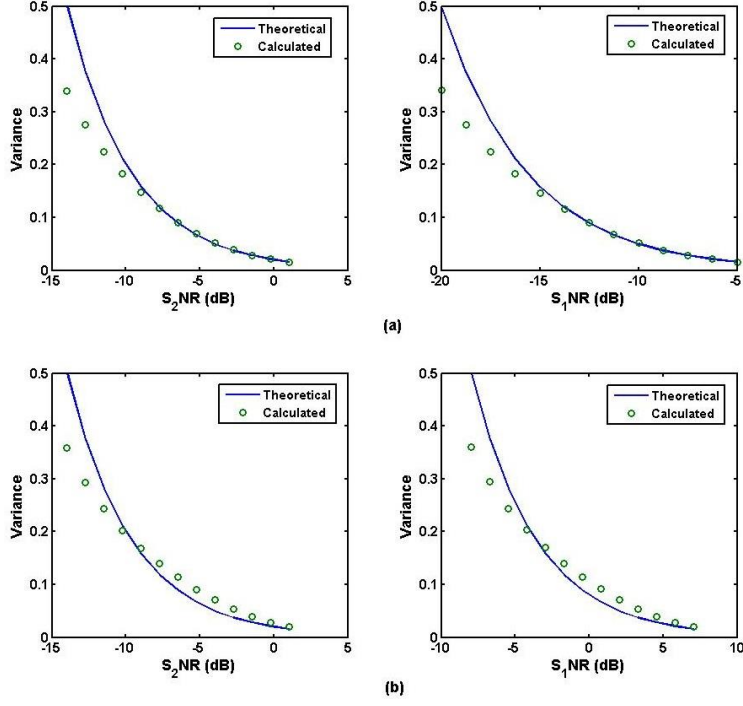 0.5
0.4
0.3
0.2
0.1
0
Variance
-15
-10
-5
0
5
S2NR (dB)
Theoretical
Calculated
0.5
0.4
0.3
0.2
0.1
0
Variance
-20
-15
-10
-5
S1NR (dB)
Theoretical
Calculated
(a)
0.5
0.4
0.3
0.2
0.1
0
Variance
-15
-10
-5
0
5
S2NR (dB)
Theoretical
Calculated
0.5
0.4
0.3
0.2
0.1
0
Variance
-10
-5
0
5
10
S1NR (dB)
Theoretical
Calculated
(b)